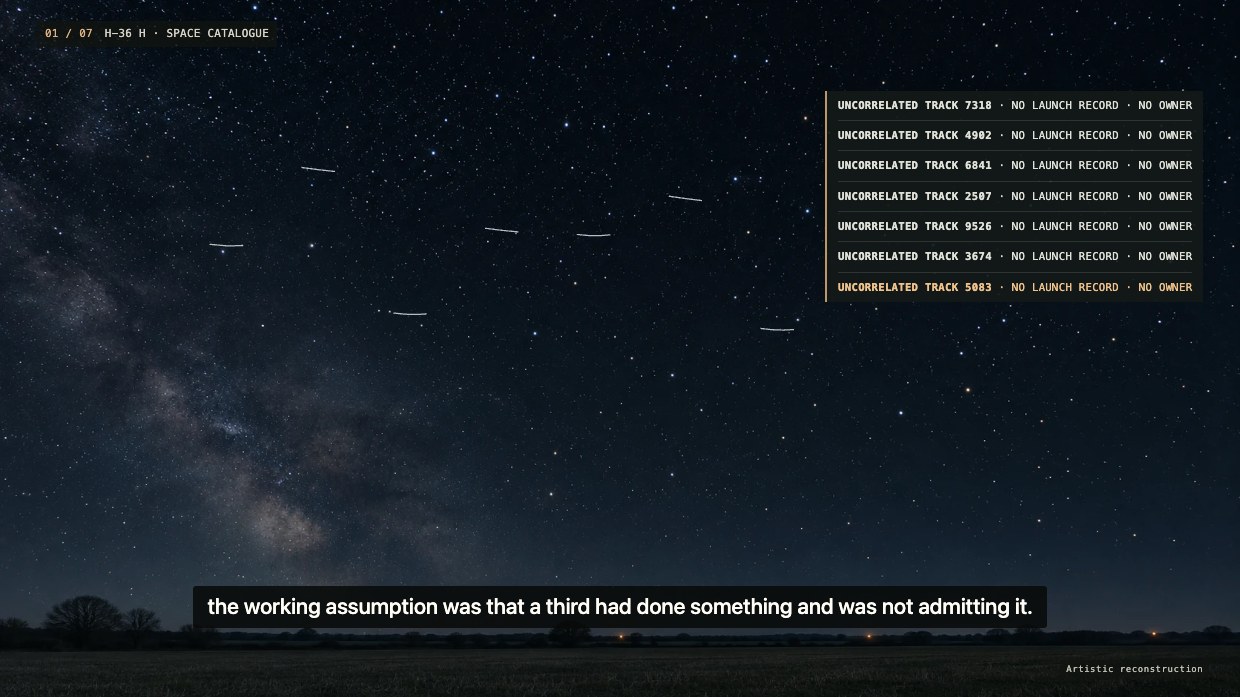 01 / 07 H−36 H · SPACE CATALOGUE
UNCORRELATED TRACK 7318 · NO LAUNCH RECORD · NO OWNER
UNCORRELATED TRACK 4902 · NO LAUNCH RECORD · NO OWNER
UNCORRELATED TRACK 6841 · NO LAUNCH RECORD · NO OWNER
UNCORRELATED TRACK 2507 · NO LAUNCH RECORD · NO OWNER
UNCORRELATED TRACK 9526 · NO LAUNCH RECORD · NO OWNER
UNCORRELATED TRACK 3674 · NO LAUNCH RECORD · NO OWNER
UNCORRELATED TRACK 5083 · NO LAUNCH RECORD · NO OWNER
the working assumption was that a third had done something and was not admitting it.
Artistic reconstruction